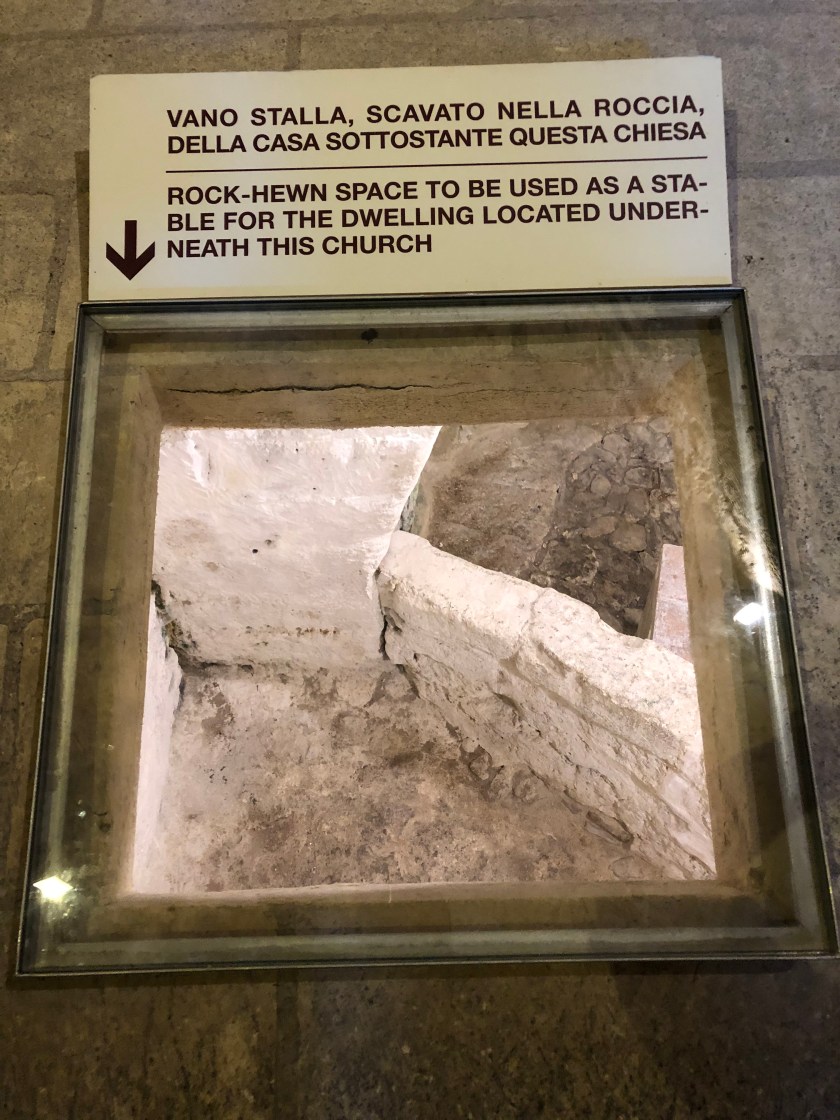 VANO STALLA, SCAVATO NELLA ROCCIA,
DELLA CASA SOTTOSTANTE QUESTA CHIESA
ROCK-HEWN SPACE TO BE USED AS A STA-
BLE FOR THE DWELLING LOCATED UNDER-
NEATH THIS CHURCH